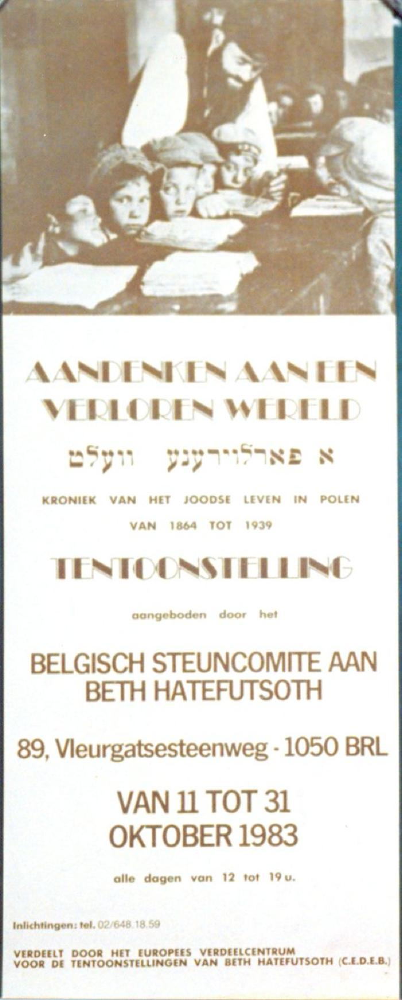 AANDENKEN AAN EEN
VERLOREN WERELD
א פארלוירענע וועלט
KRONIEK VAN HET JOODSE LEVEN IN POLEN
VAN 1864 TOT 1939
TENTOONSTELLING
aangeboden door het
BELGISCH STEUNCOMITE AAN
BETH HATEFUTSOTH
89, Vleurgatsesteenweg - 1050 BRL
VAN 11 TOT 31
OKTOBER 1983
alle dagen van 12 tot 19 u.
Inlichtingen: tel. 02/648.18.59
VERDEELT DOOR HET EUROPEES VERDEELCENTRUM
VOOR DE TENTOONSTELLINGEN VAN BETH HATEFUTSOTH (C.E.D.E.B.)